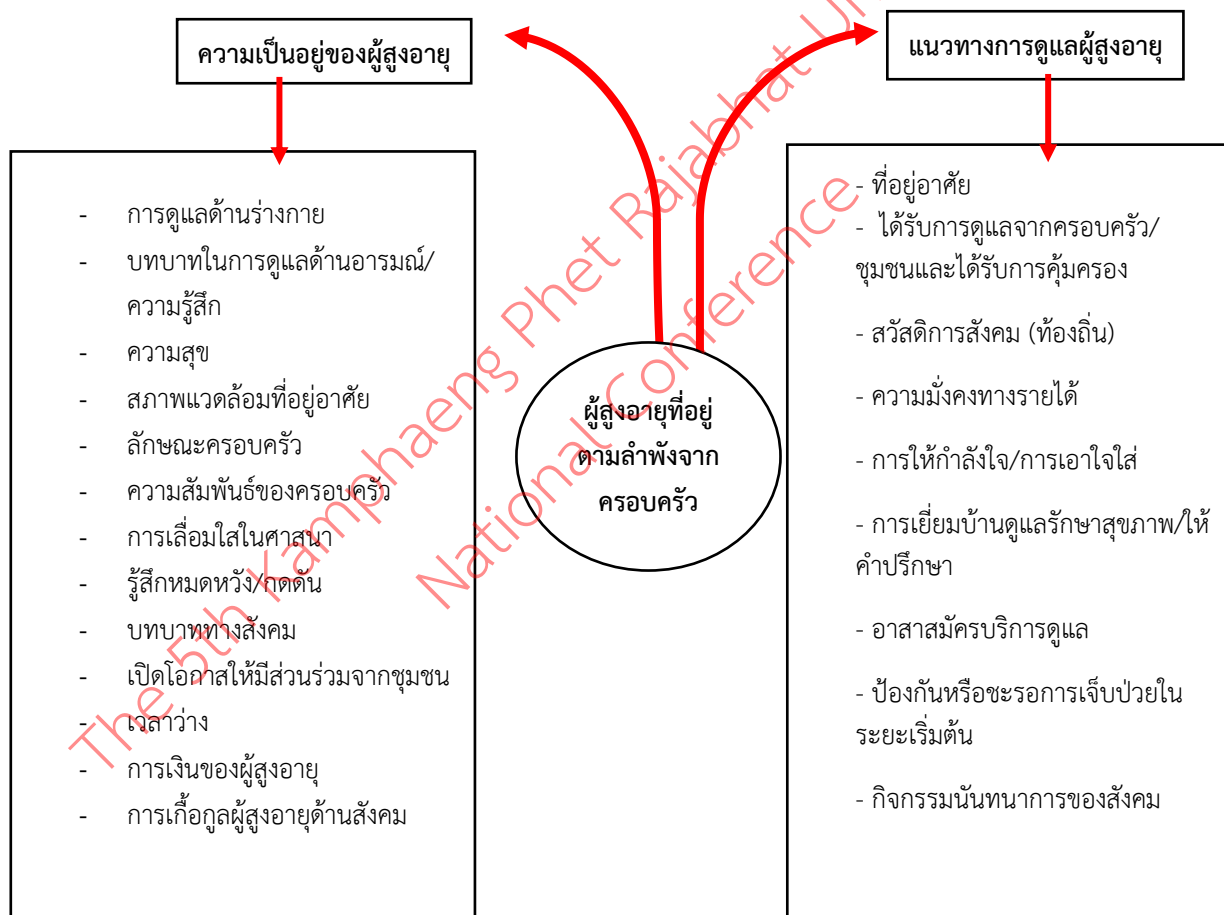 ความเป็นอยู่ของผู้สูงอายุ
- การดูแลด้านร่างกาย
- บทบาทในการดูแลด้านอารมณ์/
ความรู้สึก
- ความสุข
- สภาพแวดล้อมที่อยู่อาศัย
- ลักษณะครอบครัว
- ความสัมพันธ์ของครอบครัว
- การเลื่อมใสในศาสนา
- รู้สึกหมดหวัง/กดดัน
- บทบาททางสังคม
- เปิดโอกาสให้มีส่วนร่วมจากชุมชน
- เวลาว่าง
- การเงินของผู้สูงอายุ
- การเกื้อกูลผู้สูงอายุด้านสังคม
ผู้สูงอายุที่อยู่
ตามลำพังจาก
ครอบครัว
แนวทางการดูแลผู้สูงอายุ
- ที่อยู่อาศัย
- ได้รับการดูแลจากครอบครัว/
ชุมชนและได้รับการคุ้มครอง
- สวัสดิการสังคม (ท้องถิ่น)
- ความมั่งคงทางรายได้
- การให้กำลังใจ/การเอาใจใส่
- การเยี่ยมบ้านดูแลรักษาสุขภาพ/ให้
คำปรึกษา
- อาสาสมัครบริการดูแล
- ป้องกันหรือชะรอการเจ็บป่วยใน
ระยะเริ่มต้น
- กิจกรรมนันทนาการของสังคม
The 5th Kamphaeng Phet Rajabhat
National Conference